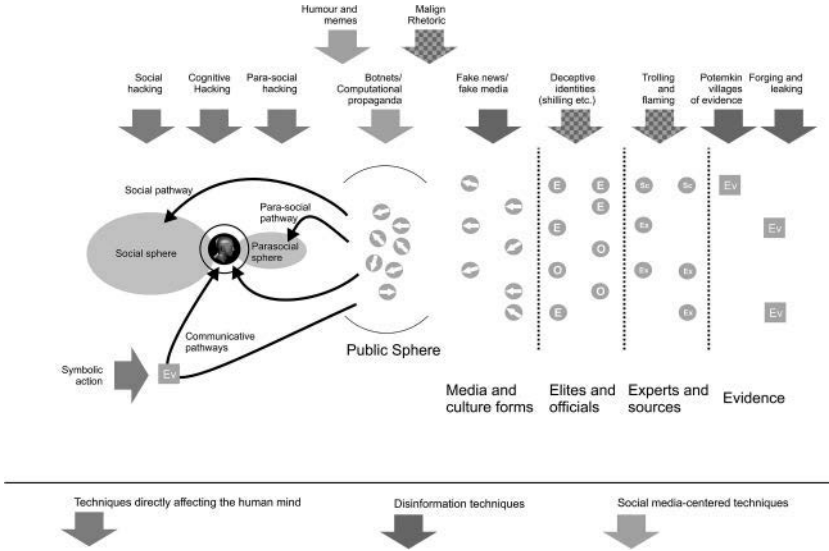 Humour and
memes
Malign
Rhetoric
Social
hacking
Cognitive
Hacking
Para-social
hacking
Botnets/
Computational
propaganda
Fake news/
fake media
Deceptive
identities
(shilling etc.)
Trolling
and
flaming
Potemkin
villages
of evidence
Forging and
leaking
Social pathway
Para-social
pathway
Social sphere
Parasocial
sphere
Communicative
pathways
Symbolic
action
Ev
Public Sphere
E
E
E
E
O
O
O
E
Sc
Sc
Ex
Ex
Ex
Ex
Ev
Ev
Ev
Media and
culture forms
Elites and
officials
Experts and
sources
Evidence
Techniques directly affecting the human mind
Disinformation techniques
Social media-centered techniques